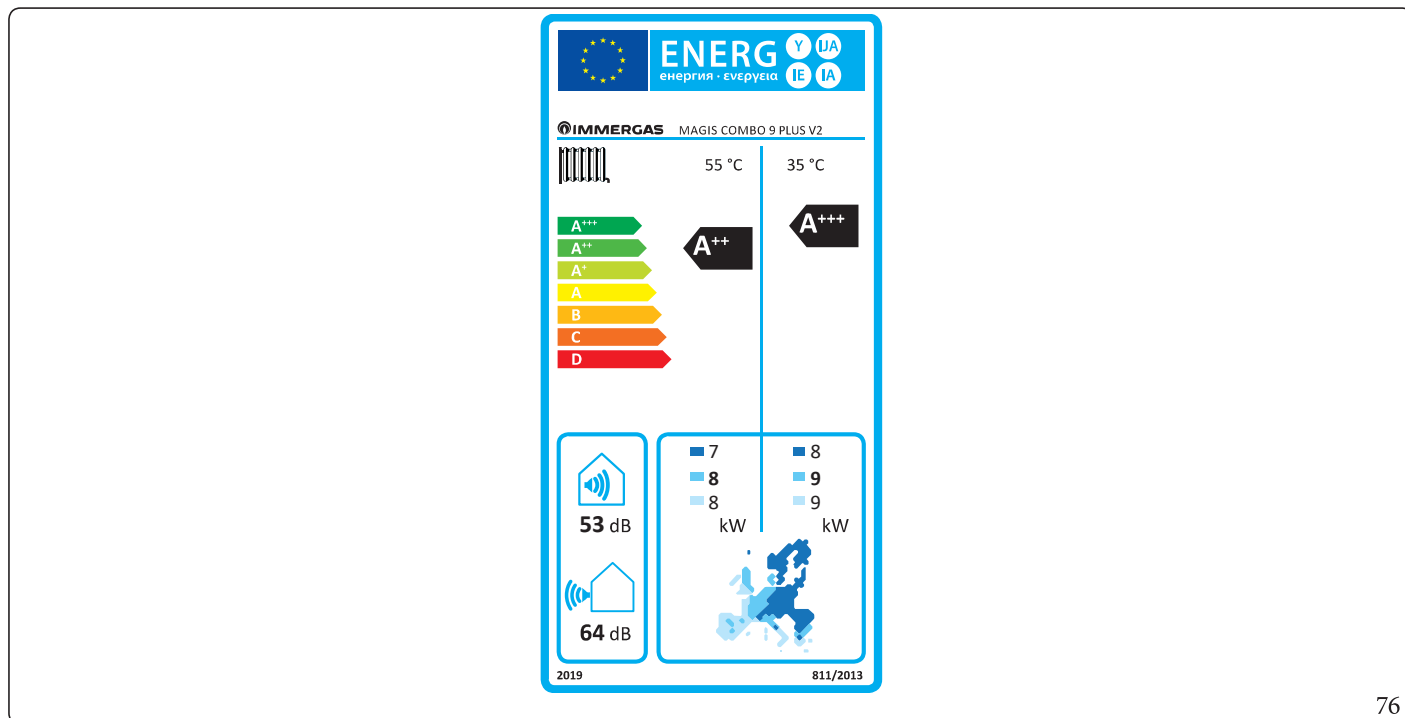 ENERG Y IJA
енергия · ενεργεια IE IA
IMMERGAS MAGIS COMBO 9 PLUS V2
55 °C 35 °C
A+++
A++
A+
A
B
C
D
A++
A+++
53 dB
64 dB
7 8
8 9
8 9
kW kW
2019 811/2013
76